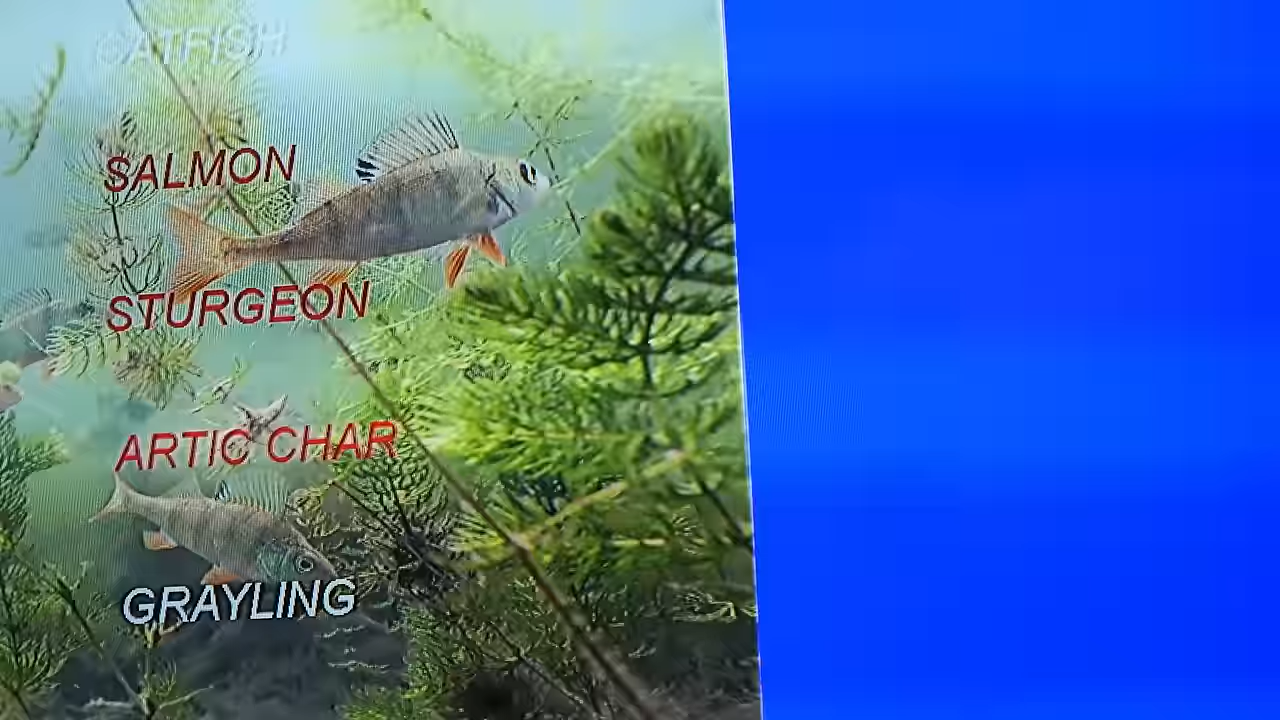 CATFISH
SALMON
STURGEON
ARTIC CHAR
GRAYLING